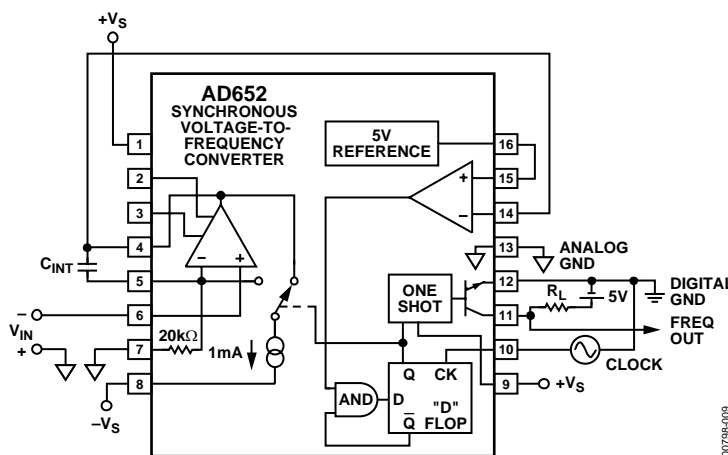 +VS
AD652
SYNCHRONOUS
VOLTAGE-TO-
FREQUENCY
CONVERTER
5V
REFERENCE
1
2
3
4
5
6
7
8
16
15
14
13
12
11
10
9
+
–
–
+
CINT
–
VIN
+
20kΩ
1mA
–VS
ANALOG
GND
ONE
SHOT
RL
5V
DIGITAL
GND
FREQ
OUT
CLOCK
+VS
AND
D
Q
CK
"D"
FLOP
Q̅
00798-009